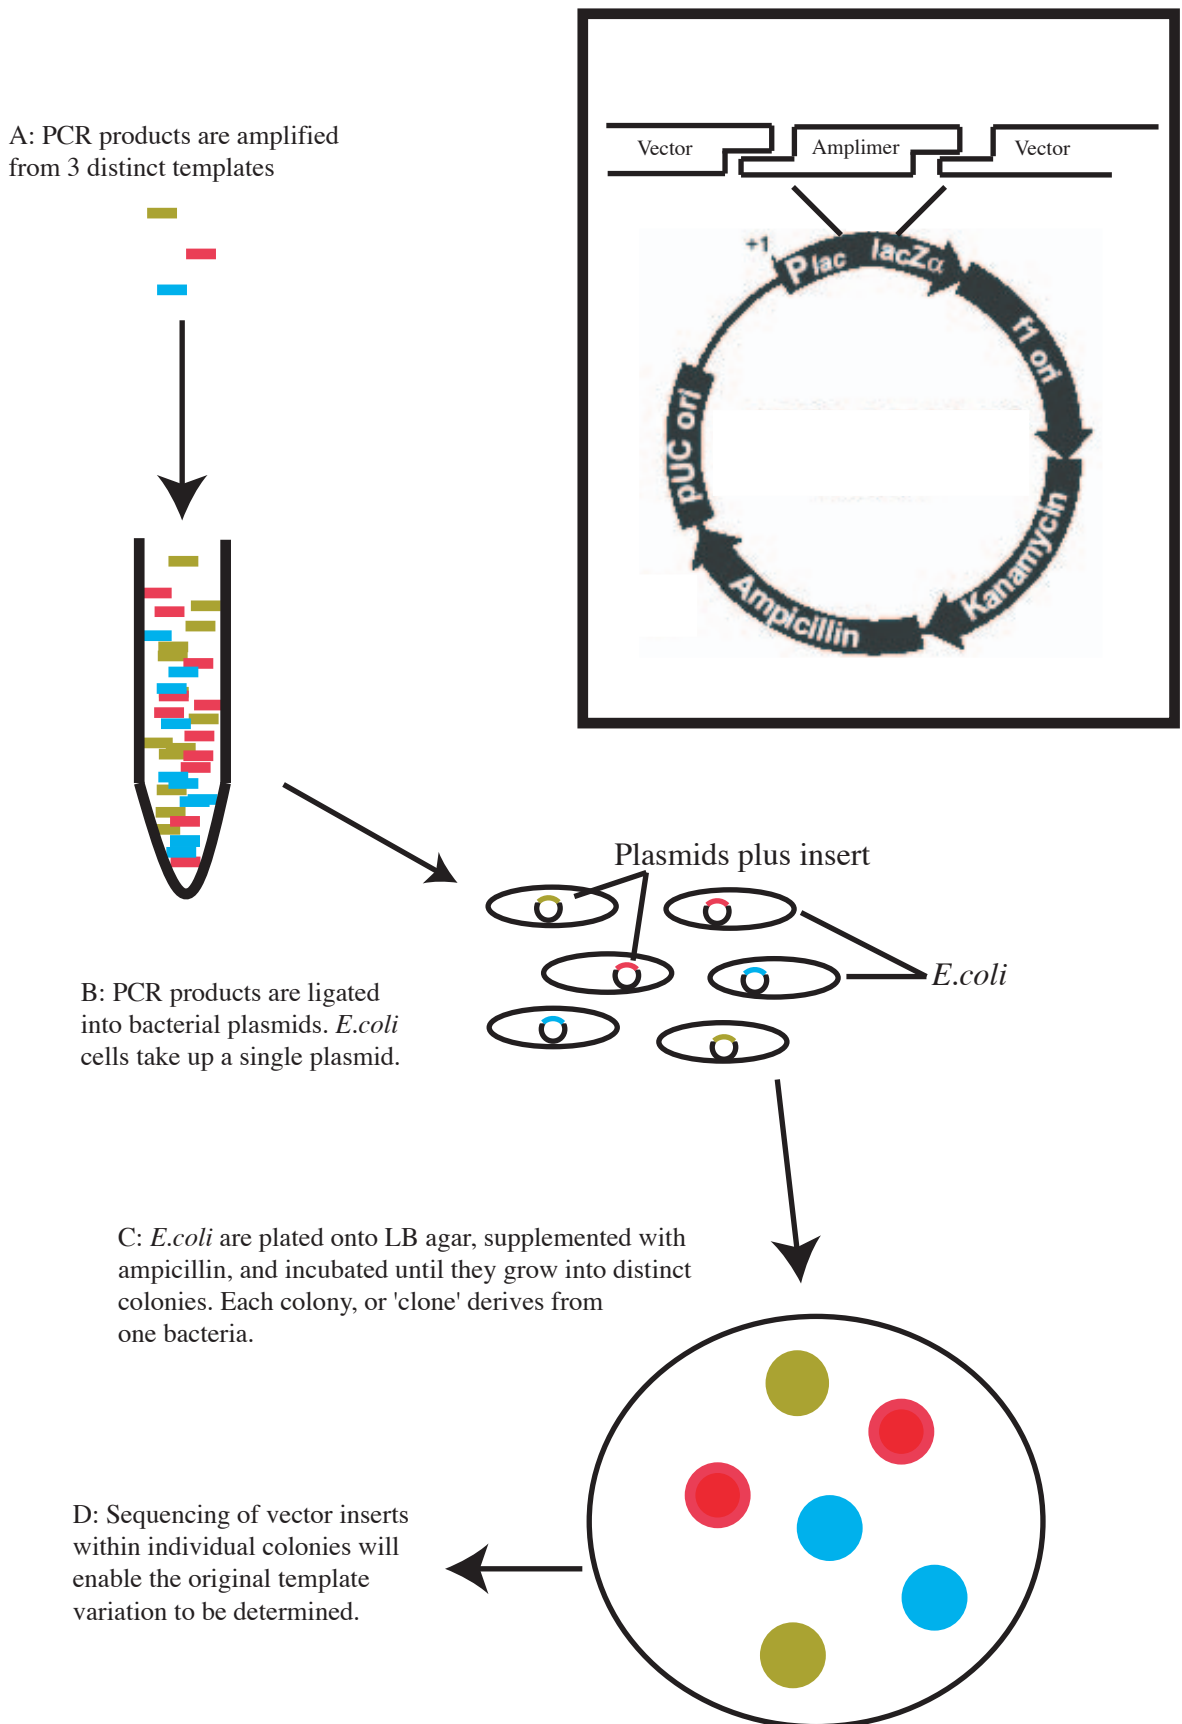 A: PCR products are amplified
from 3 distinct templates
Vector
Amplimer
Vector
+1
Plac
lacZα
f1 ori
Kanamycin
Ampicillin
pUC ori
Plasmids plus insert
E.coli
B: PCR products are ligated
into bacterial plasmids. E.coli
cells take up a single plasmid.
C: E.coli are plated onto LB agar, supplemented with
ampicillin, and incubated until they grow into distinct
colonies. Each colony, or 'clone' derives from
one bacteria.
D: Sequencing of vector inserts
within individual colonies will
enable the original template
variation to be determined.